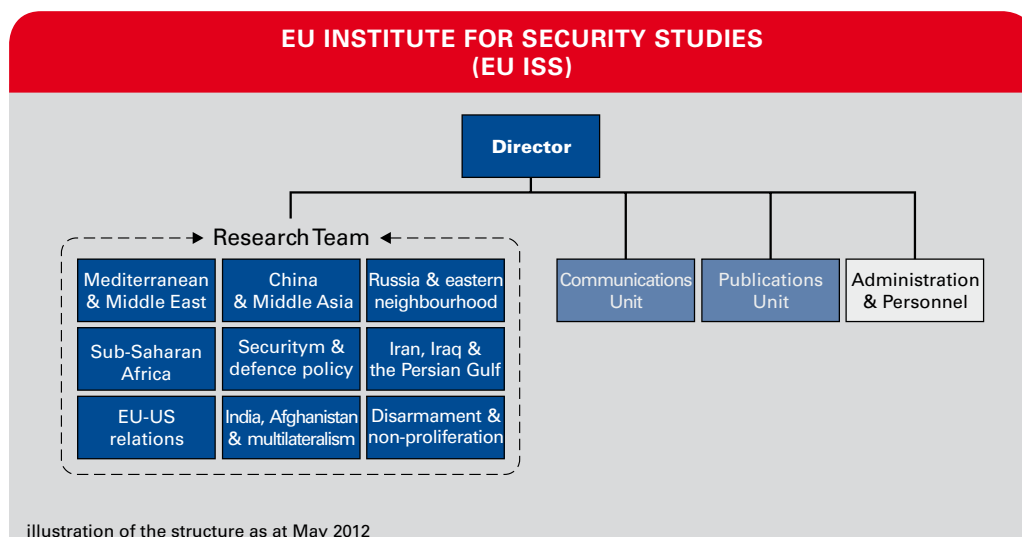 EU INSTITUTE FOR SECURITY STUDIES
(EU ISS)
Director
Research Team
Mediterranean
& Middle East
China
& Middle Asia
Russia & eastern
neighbourhood
Sub-Saharan
Africa
Securitym &
defence policy
Iran, Iraq &
the Persian Gulf
EU-US
relations
India, Afghanistan
& multilateralism
Disarmament &
non-proliferation
Communications
Unit
Publications
Unit
Administration
& Personnel
illustration of the structure as at May 2012